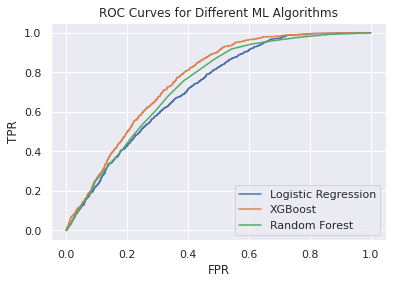 ROC Curves for Different ML Algorithms
1.0
0.8
0.6
0.4
0.2
0.0
TPR
Logistic Regression
XGBoost
Random Forest
0.0 0.2 0.4 0.6 0.8 1.0
FPR